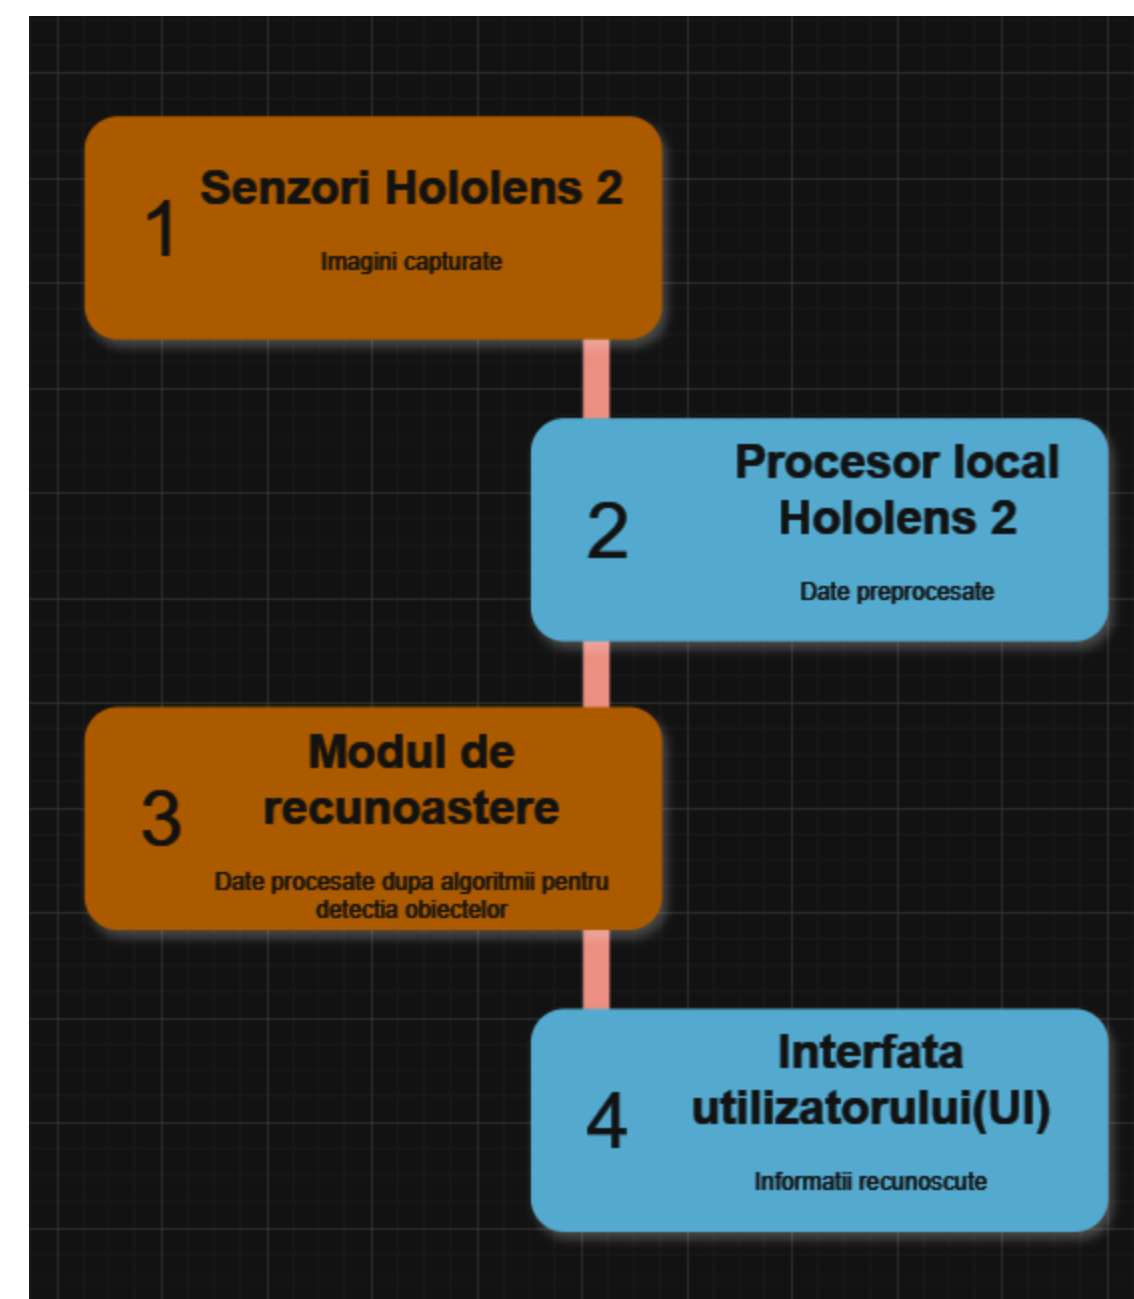 1
Senzori Hololens 2
Imagini capturate
2
Procesor local
Hololens 2
Date preprocesate
3
Modul de
recunoastere
Date procesate dupa algoritmii pentru
detectia obiectelor
4
Interfata
utilizatorului(UI)
Informatii recunoscute